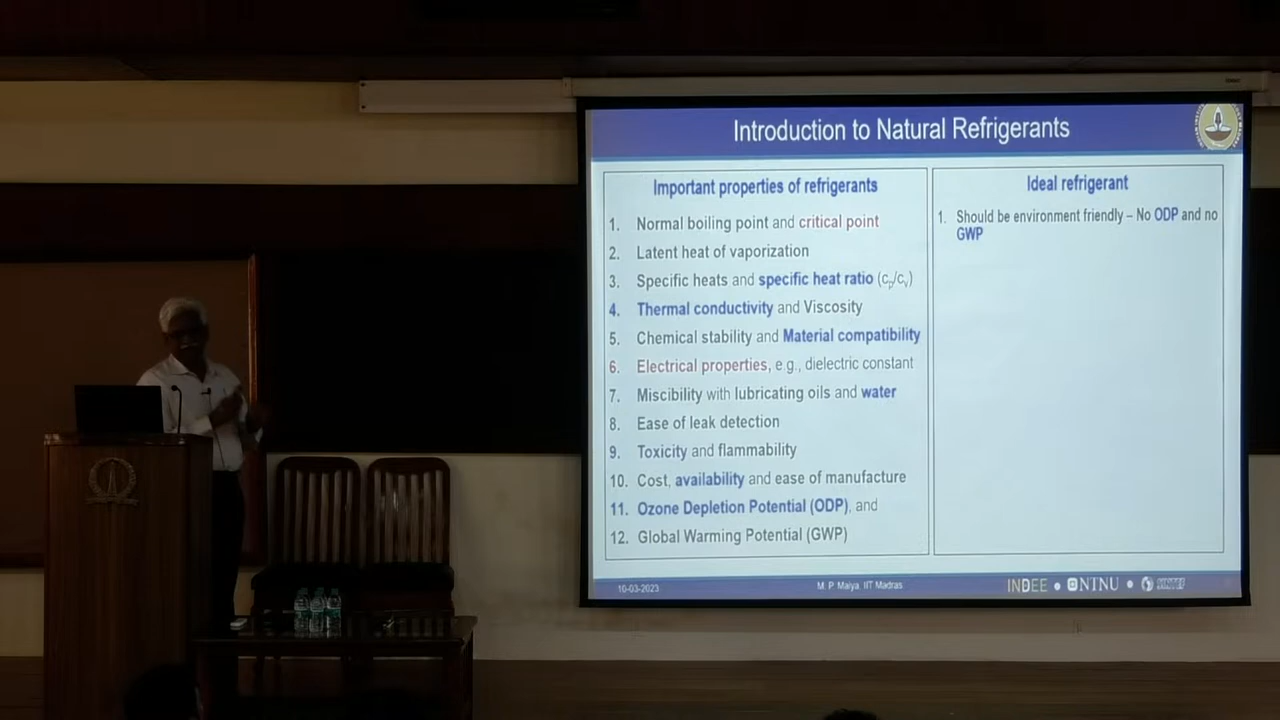 Introduction to Natural Refrigerants
Important properties of refrigerants
1. Normal boiling point and critical point
2. Latent heat of vaporization
3. Specific heats and specific heat ratio (cp/cv)
4. Thermal conductivity and Viscosity
5. Chemical stability and Material compatibility
6. Electrical properties, e.g., dielectric constant
7. Miscibility with lubricating oils and water
8. Ease of leak detection
9. Toxicity and flammability
10. Cost, availability and ease of manufacture
11. Ozone Depletion Potential (ODP), and
12. Global Warming Potential (GWP)
Ideal refrigerant
1. Should be environment friendly – No ODP and no
GWP
10-03-2023
M. P. Maiya, IIT Madras
INDEE • NTNU •